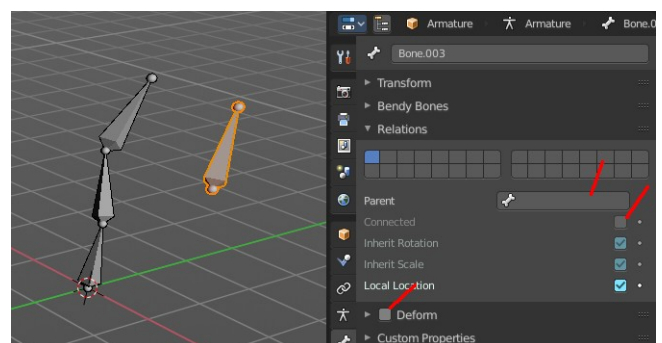 Armature Armature Bone.0
Bone.003
Transform
Bendy Bones
Relations
Parent
Connected
Inherit Rotation
Inherit Scale
Local Location
Deform
Custom Properties